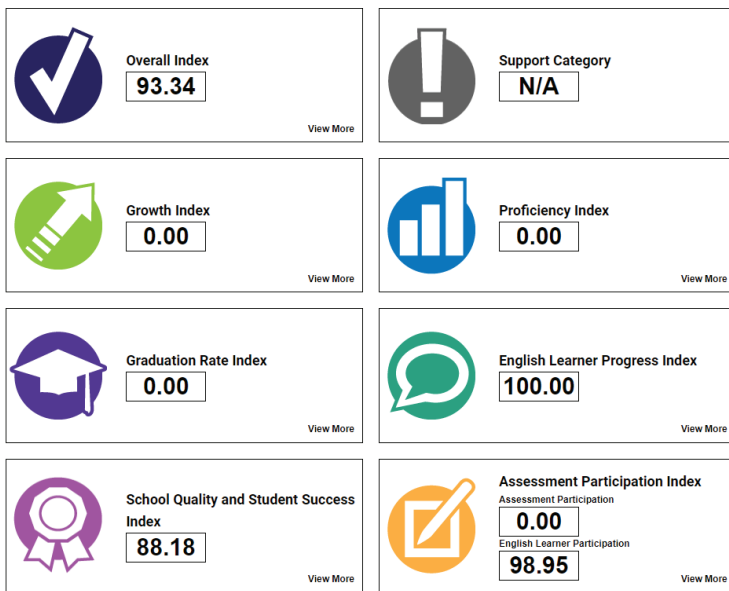 Overall Index
93.34
View More
Support Category
N/A
Growth Index
0.00
View More
Proficiency Index
0.00
View More
Graduation Rate Index
0.00
View More
English Learner Progress Index
100.00
View More
School Quality and Student Success
Index
88.18
View More
Assessment Participation Index
Assessment Participation
0.00
English Learner Participation
98.95
View More